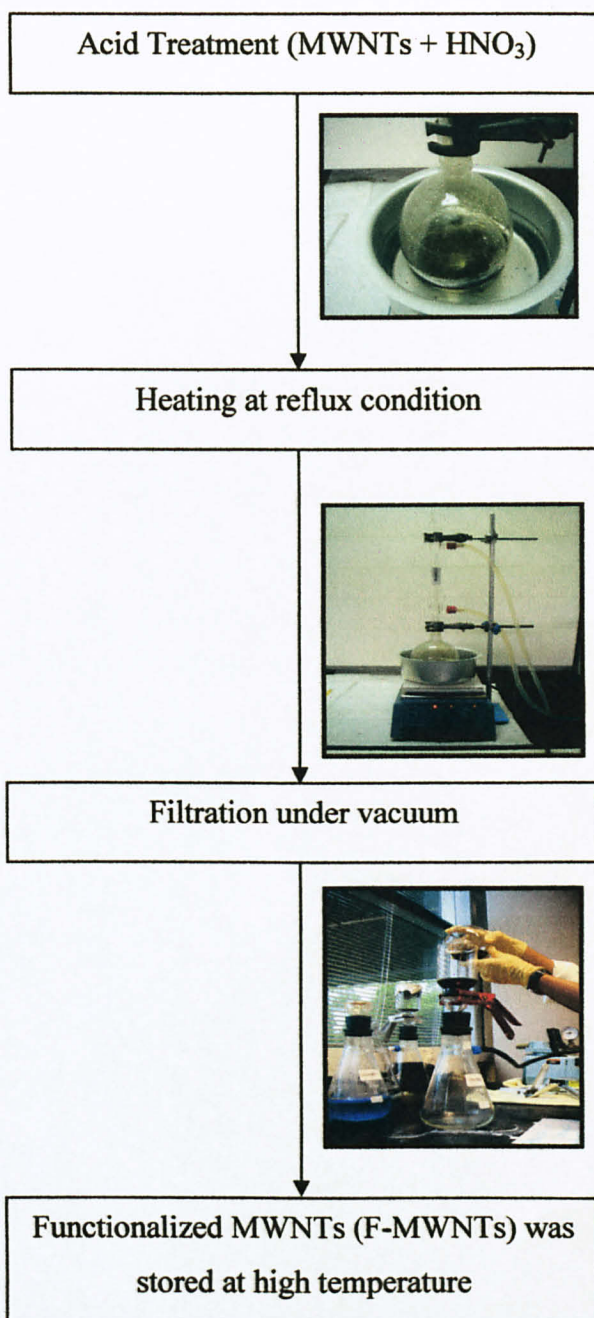 Acid Treatment (MWNTs + HNO₃)
Heating at reflux condition
Filtration under vacuum
Functionalized MWNTs (F-MWNTs) was
stored at high temperature